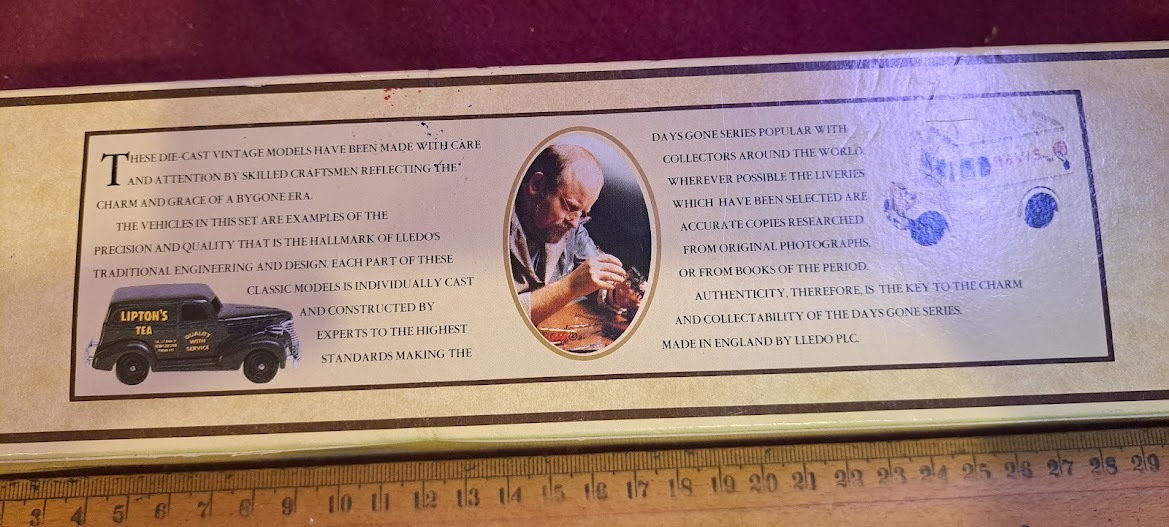 THESE DIE-CAST VINTAGE MODELS HAVE BEEN MADE WITH CARE
AND ATTENTION BY SKILLED CRAFTSMEN REFLECTING THE
CHARM AND GRACE OF A BYGONE ERA.
THE VEHICLES IN THIS SET ARE EXAMPLES OF THE
PRECISION AND QUALITY THAT IS THE HALLMARK OF LLEDO'S
TRADITIONAL ENGINEERING AND DESIGN. EACH PART OF THESE
CLASSIC MODELS IS INDIVIDUALLY CAST
AND CONSTRUCTED BY
EXPERTS TO THE HIGHEST
STANDARDS MAKING THE
LIPTON'S
TEA
QUALITY
WITH
SERVICE
DAYS GONE SERIES POPULAR WITH
COLLECTORS AROUND THE WORLD.
WHEREVER POSSIBLE THE LIVERIES
WHICH HAVE BEEN SELECTED ARE
ACCURATE COPIES RESEARCHED
FROM ORIGINAL PHOTOGRAPHS,
OR FROM BOOKS OF THE PERIOD.
AUTHENTICITY, THEREFORE, IS THE KEY TO THE CHARM
AND COLLECTABILITY OF THE DAYS GONE SERIES.
MADE IN ENGLAND BY LLEDO PLC.
3 4 5 6 7 8 9 10 11 12 13 14 15 16 17 18 19 20 21 22 23 24 25 26 27 28 29